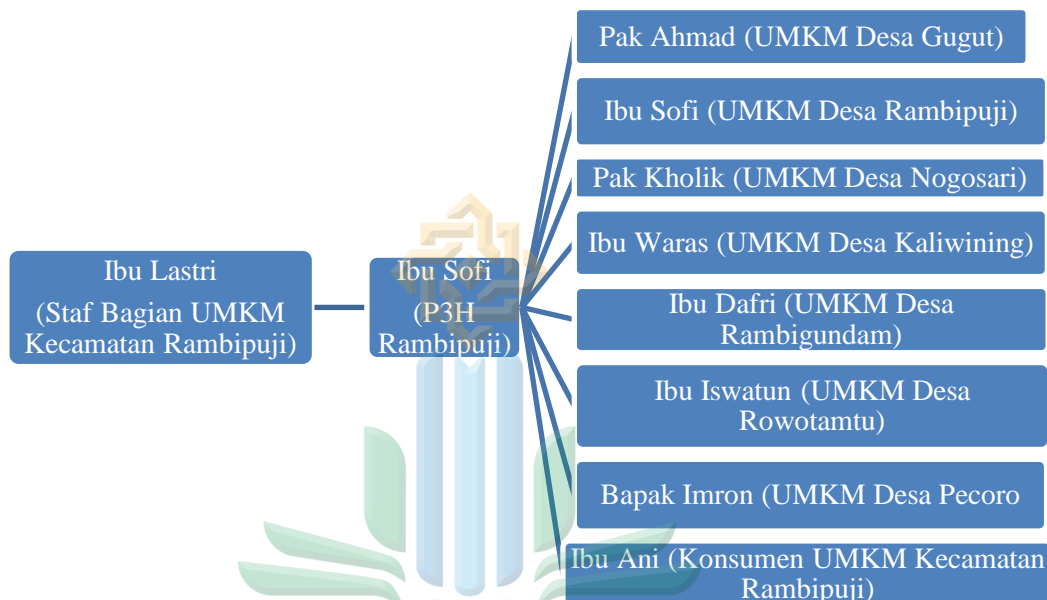 Ibu Lastri
(Staf Bagian UMKM
Kecamatan Rambipuji)
Ibu Sofi
(P3H
Rambipuji)
Pak Ahmad (UMKM Desa Gugut)
Ibu Sofi (UMKM Desa Rambipuji)
Pak Kholik (UMKM Desa Nogosari)
Ibu Waras (UMKM Desa Kaliwining)
Ibu Dafri (UMKM Desa
Rambigundam)
Ibu Iswatun (UMKM Desa
Rowotamtu)
Bapak Imron (UMKM Desa Pecoro
Ibu Ani (Konsumen UMKM Kecamatan
Rambipuji)